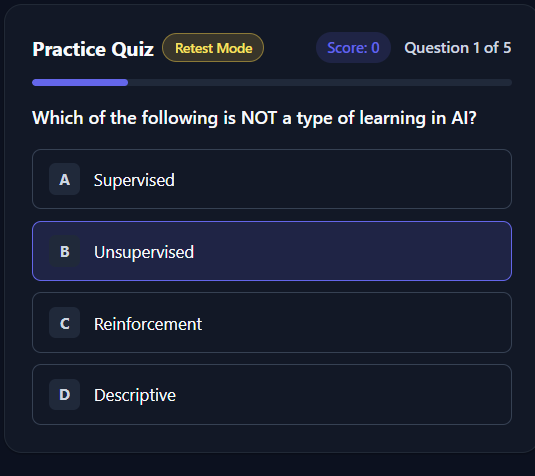 Practice Quiz Retest Mode Score: 0 Question 1 of 5
Which of the following is NOT a type of learning in AI?
A Supervised
B Unsupervised
C Reinforcement
D Descriptive